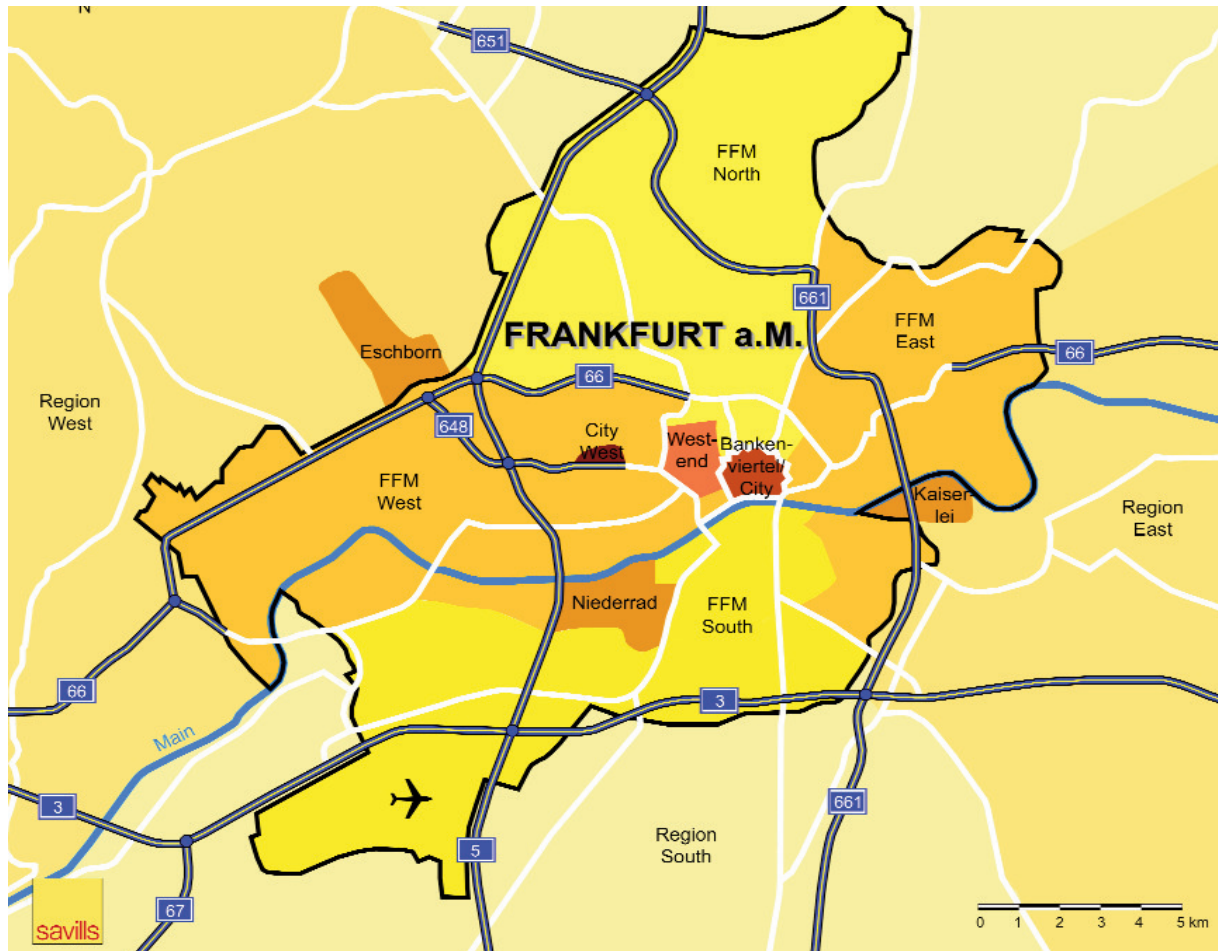 N
651
FFM
North
661
FFM
East
FRANKFURT a.M.
Eschborn
66
66
Region
West
648
City
West
West-
end
Banken-
viertel/
City
FFM
West
Kaiser-
lei
Region
East
Niederrad
FFM
South
66
3
Main
3
661
Region
South
5
67
savills
0 1 2 3 4 5 km